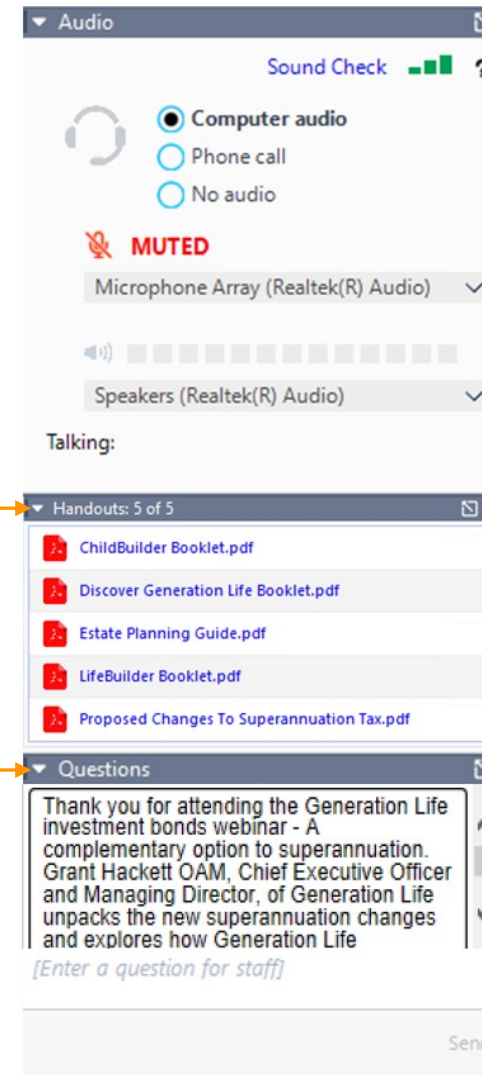 Audio
Sound Check ?
Computer audio
Phone call
No audio
MUTED
Microphone Array (Realtek(R) Audio)
Speakers (Realtek(R) Audio)
Talking:
Handouts: 5 of 5
ChildBuilder Booklet.pdf
Discover Generation Life Booklet.pdf
Estate Planning Guide.pdf
LifeBuilder Booklet.pdf
Proposed Changes To Superannuation Tax.pdf
Questions
Thank you for attending the Generation Life
investment bonds webinar - A
complementary option to superannuation.
Grant Hackett OAM, Chief Executive Officer
and Managing Director, of Generation Life
unpacks the new superannuation changes
and explores how Generation Life
[Enter a question for staff]
Send